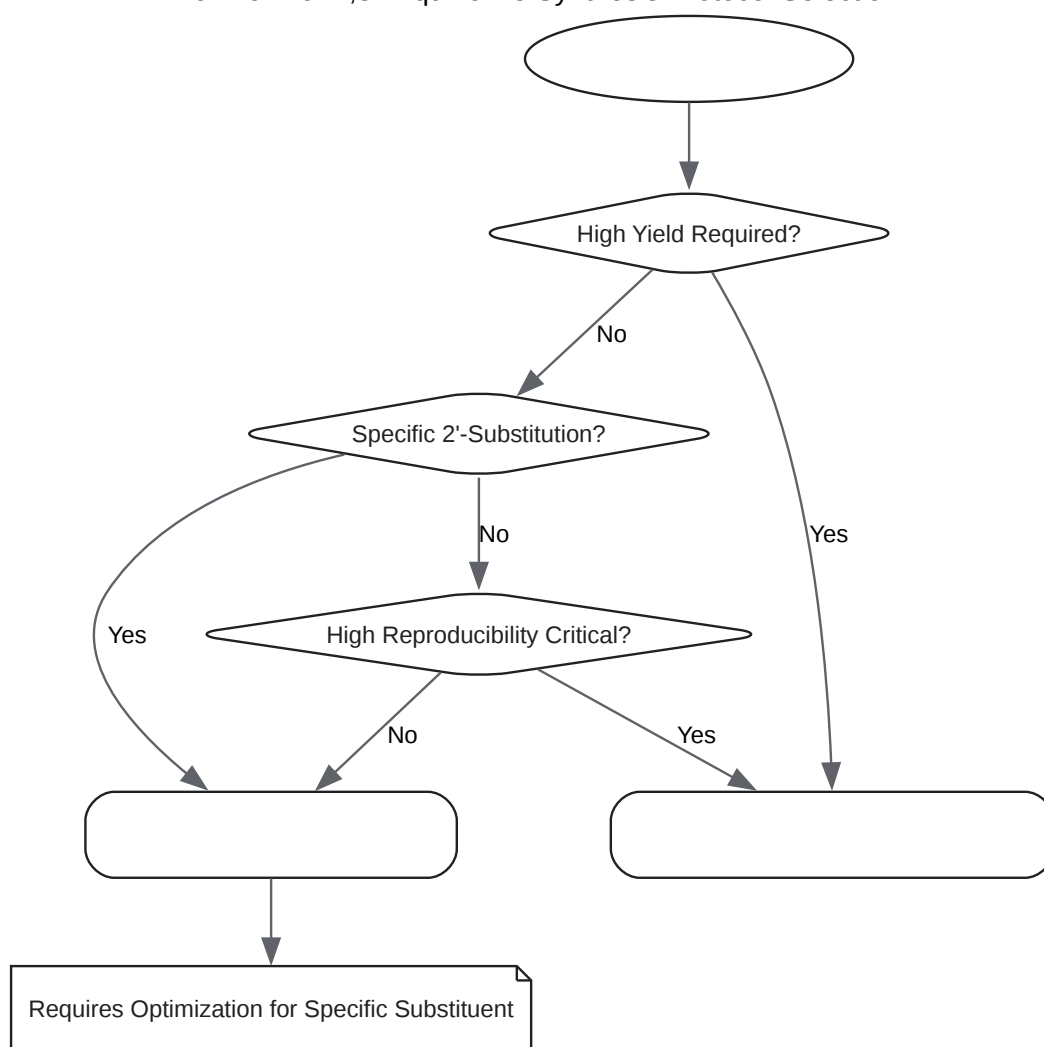 High Yield Required?
No
Specific 2'-Substitution?
No
Yes
Yes
High Reproducibility Critical?
No
Yes
Requires Optimization for Specific Substituent